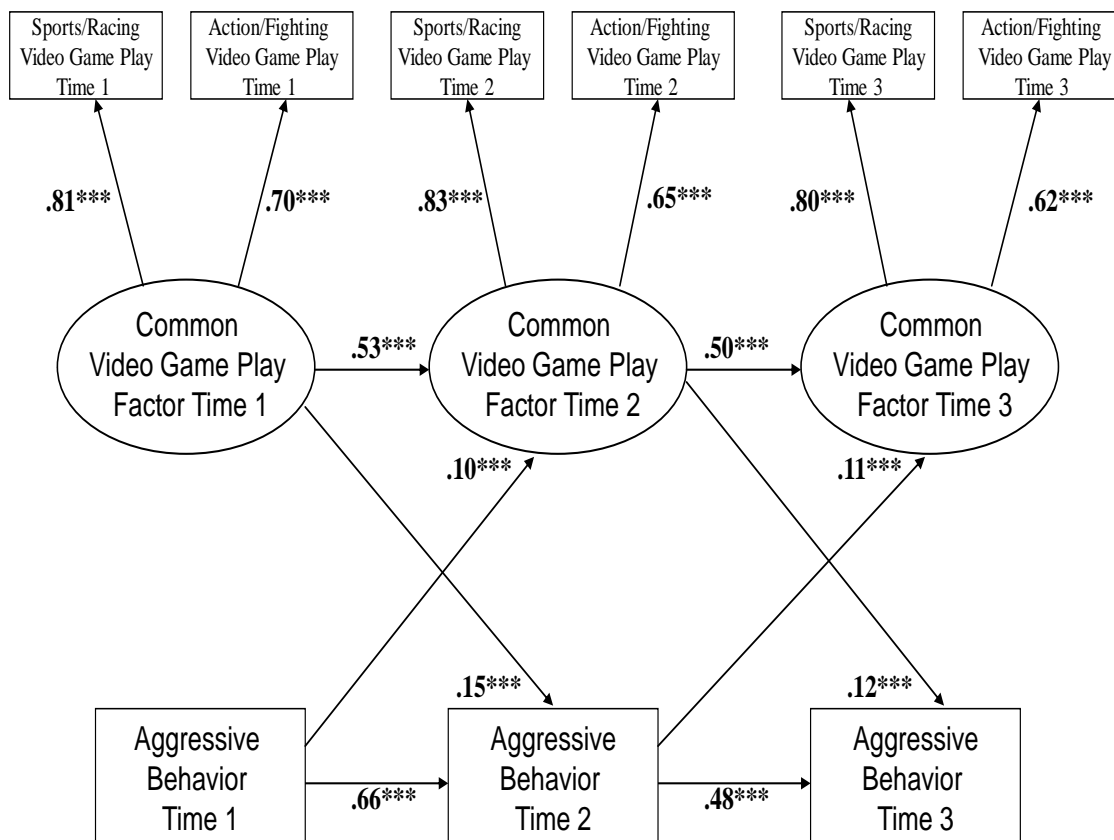 Sports/Racing
Video Game Play
Time 1
Action/Fighting
Video Game Play
Time 1
Sports/Racing
Video Game Play
Time 2
Action/Fighting
Video Game Play
Time 2
Sports/Racing
Video Game Play
Time 3
Action/Fighting
Video Game Play
Time 3
.81***
.70***
.83***
.65***
.80***
.62***
Common
Video Game Play
Factor Time 1
.53***
Common
Video Game Play
Factor Time 2
.50***
Common
Video Game Play
Factor Time 3
.10***
.11***
.15***
.12***
Aggressive
Behavior
Time 1
.66***
Aggressive
Behavior
Time 2
.48***
Aggressive
Behavior
Time 3